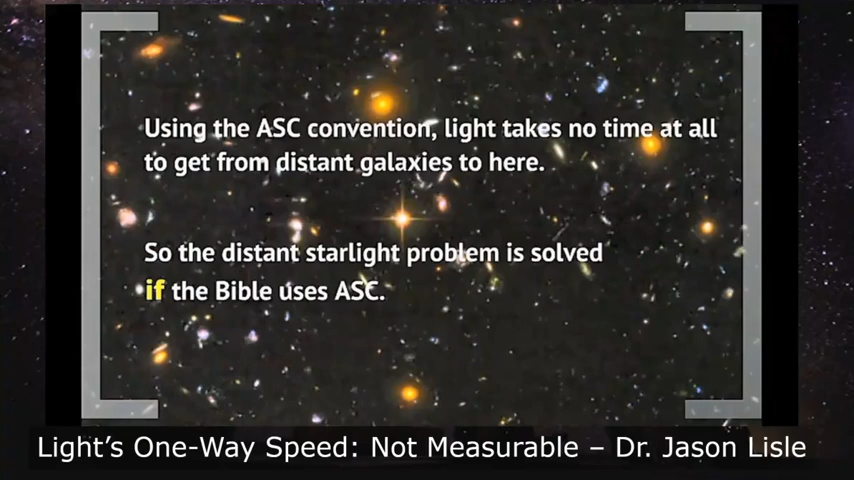 Using the ASC convention, light takes no time at all
to get from distant galaxies to here.
So the distant starlight problem is solved
if the Bible uses ASC.
Light’s One-Way Speed: Not Measurable – Dr. Jason Lisle